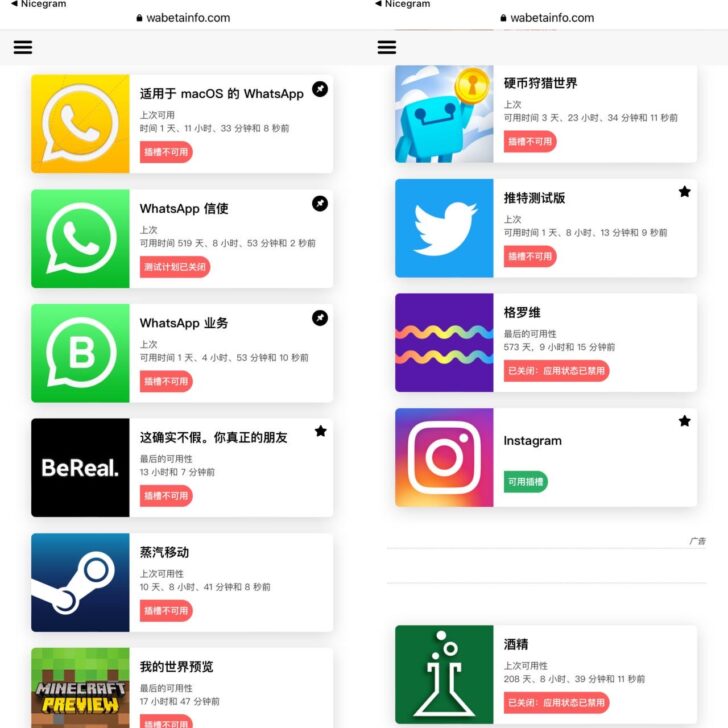 ◀ Nicegram
wabetainfo.com
适用于 macOS 的 WhatsApp
上次可用
时间 1 天、11 小时、33 分钟和 8 秒前
插槽不可用
WhatsApp 信使
上次
可用时间 519 天、8 小时、53 分钟和 2 秒前
测试计划已关闭
B
WhatsApp 业务
上次
可用时间 1 天、4 小时、53 分钟和 10 秒前
插槽不可用
BeReal.
这确实不假。你真正的朋友
最后的可用性
13 小时和 7 分钟前
插槽不可用
蒸汽移动
上次可用性
10 天、8 小时、41 分钟和 8 秒前
插槽不可用
MINECRAFT
PREVIEW
我的世界预览
最后的可用性
17 小时和 47 分钟前
插槽不可用
◀ Nicegram
wabetainfo.com
硬币狩猎世界
上次
可用时间 3 天、23 小时、34 分钟和 11 秒前
插槽不可用
推特测试版
上次
可用时间 1 天、8 小时、13 分钟和 9 秒前
插槽不可用
格罗维
最后的可用性
573 天，9 小时和 15 分钟前
已关闭：应用状态已禁用
Instagram
可用插槽
广告
酒精
上次可用性
208 天、8 小时、39 分钟和 11 秒前
已关闭：应用状态已禁用